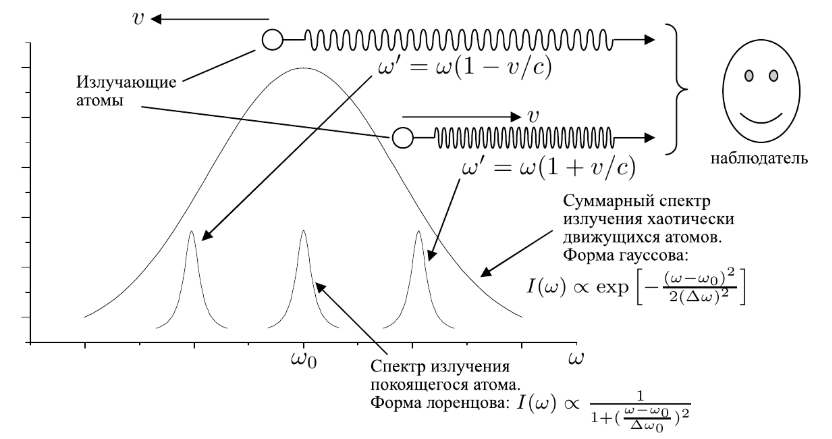 v
Излучающие
атомы
ω′ = ω(1 − v/c)
v
ω′ = ω(1 + v/c)
наблюдатель
Суммарный спектр
излучения хаотически
движущихся атомов.
Форма гауссова:
I(ω) ∝ exp [−(ω−ω₀)²/2(Δω)²]
ω₀
ω
Спектр излучения
покоящегося атома.
Форма лоренцова: I(ω) ∝ 1/1+((ω−ω₀)/Δω₀)²